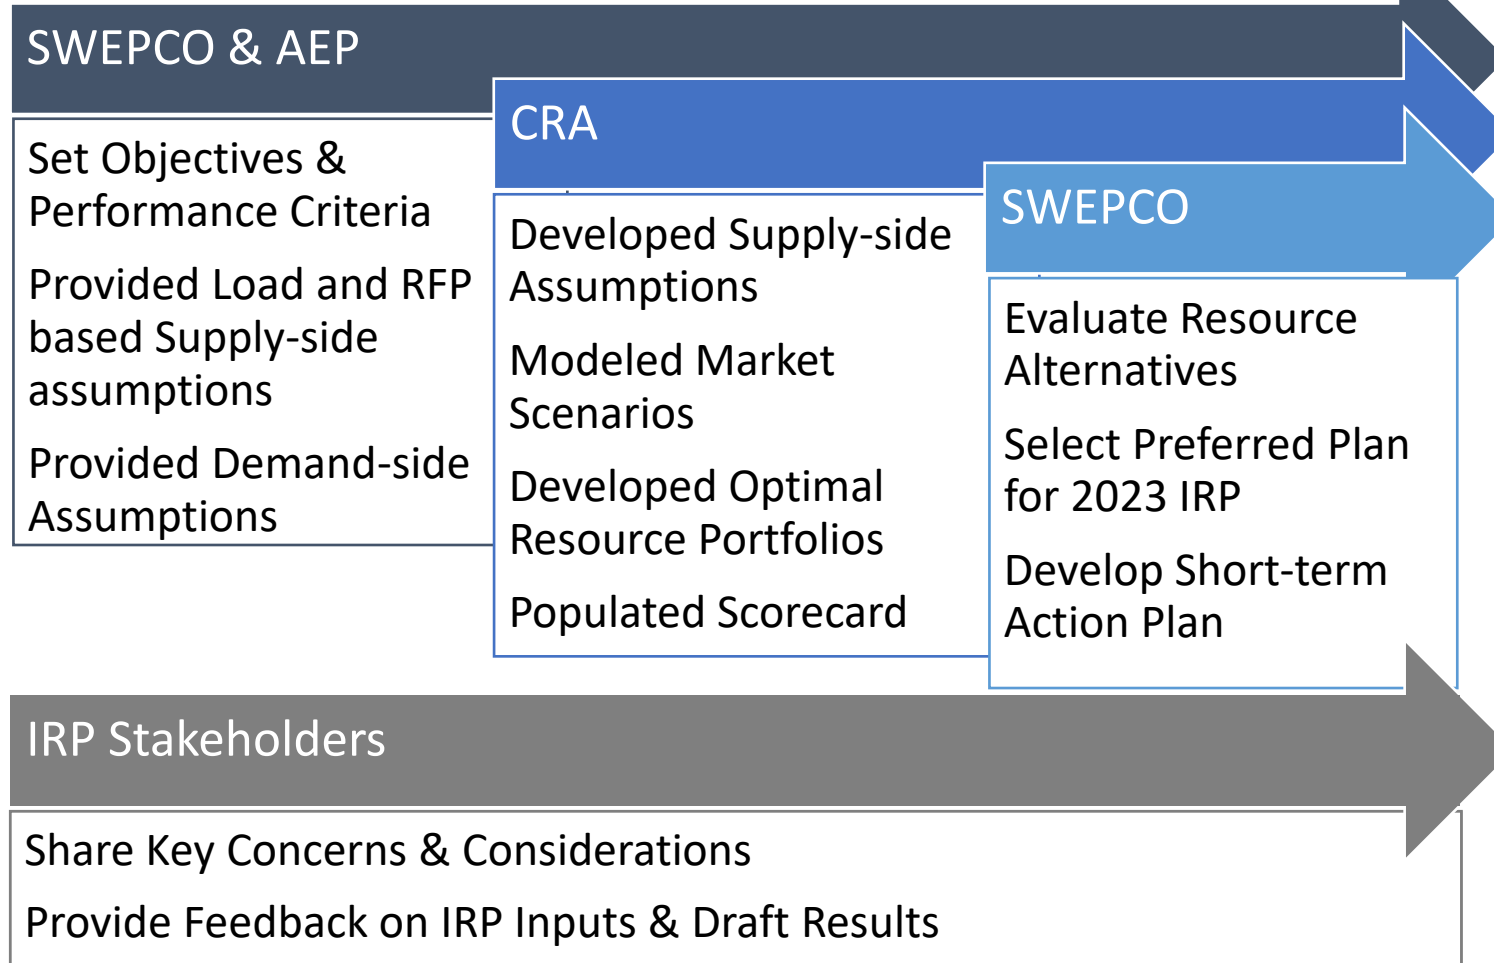 SWEPCO & AEP
Set Objectives &
Performance Criteria
Provided Load and RFP
based Supply-side
assumptions
Provided Demand-side
Assumptions
CRA
Developed Supply-side
Assumptions
Modeled Market
Scenarios
Developed Optimal
Resource Portfolios
Populated Scorecard
SWEPCO
Evaluate Resource
Alternatives
Select Preferred Plan
for 2023 IRP
Develop Short-term
Action Plan
IRP Stakeholders
Share Key Concerns & Considerations
Provide Feedback on IRP Inputs & Draft Results